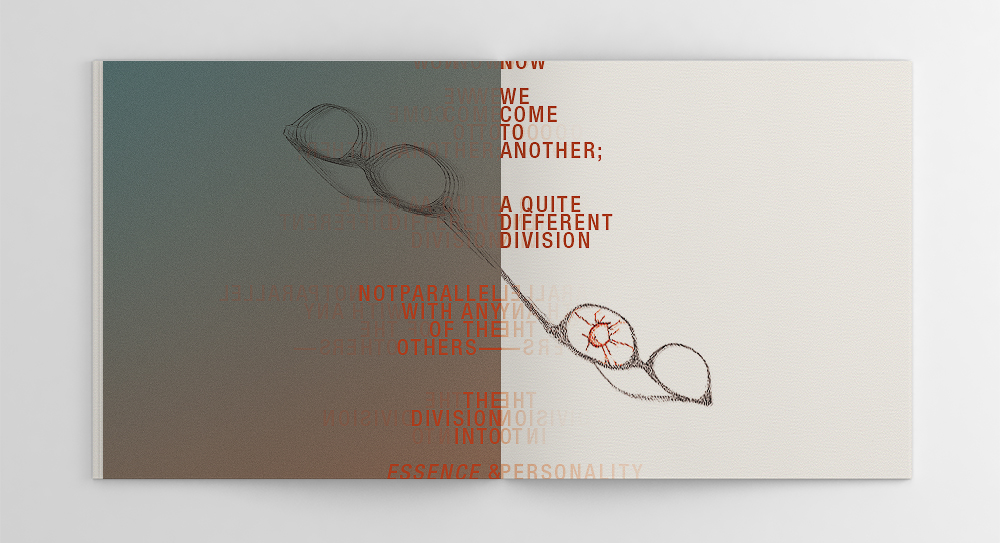 NOW
WE
COME
TO
ANOTHER;
A QUITE
DIFFERENT
DIVISION
NOTPARALLEL
WITH ANY
OF THE
OTHERS——
THE
DIVISION
INTO
ESSENCE & PERSONALITY